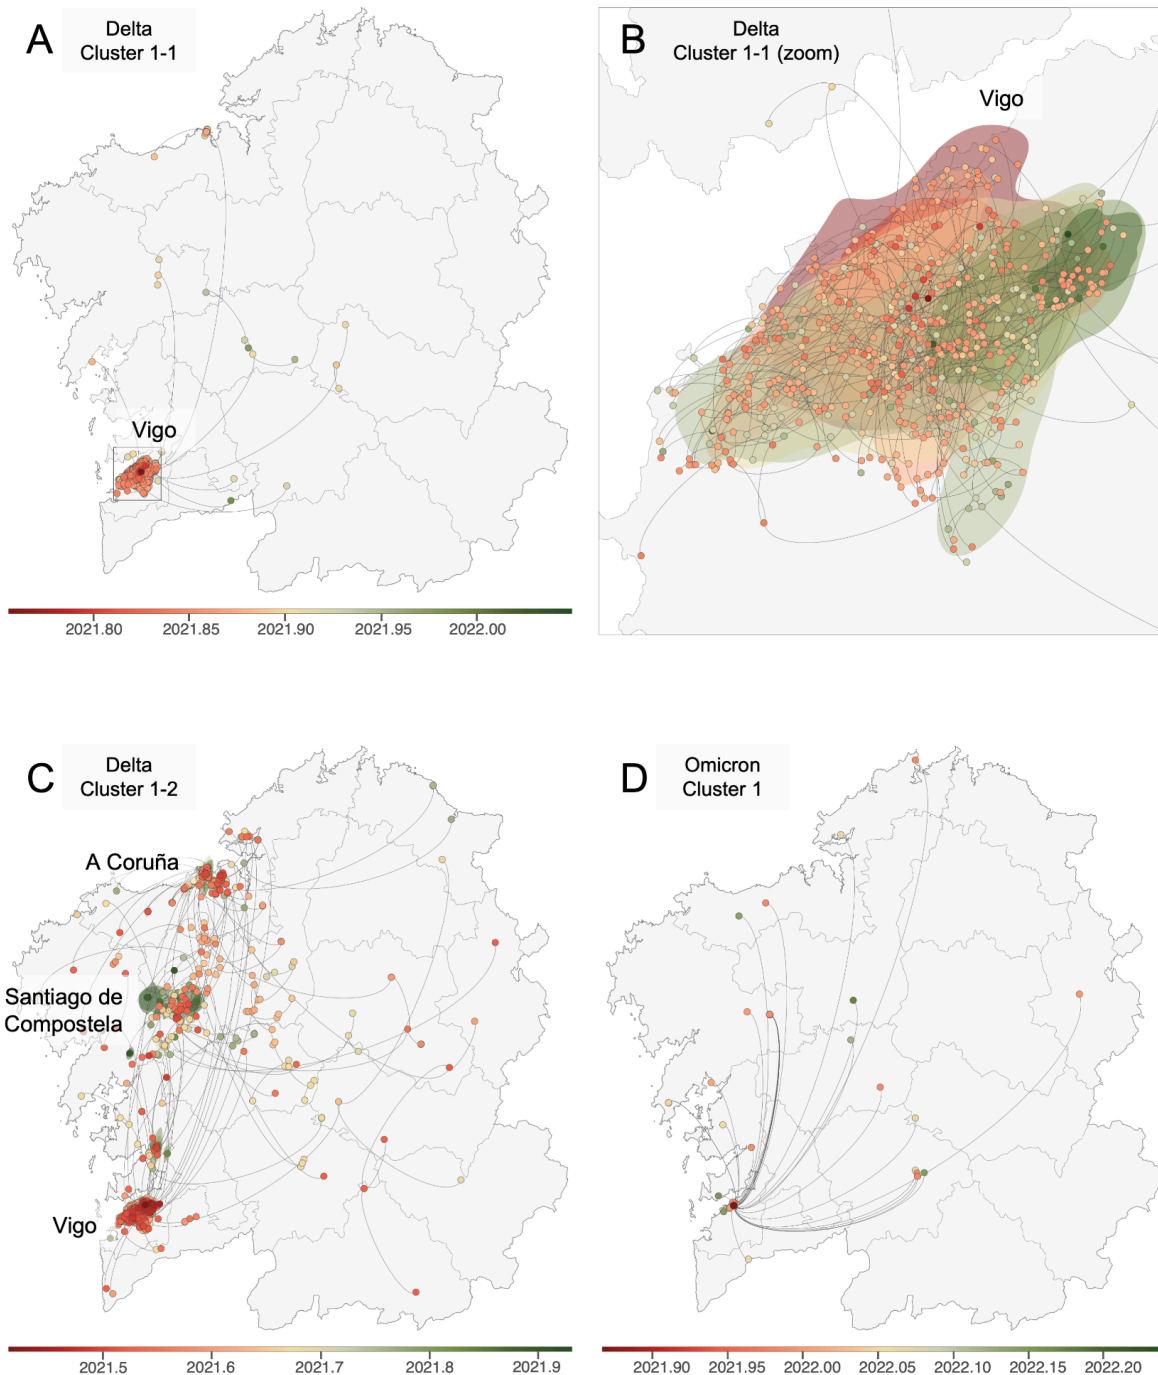 A
Delta
Cluster 1-1
Vigo
2021.80 2021.85 2021.90 2021.95 2022.00
B
Delta
Cluster 1-1 (zoom)
Vigo
C
Delta
Cluster 1-2
A Coruña
Santiago de
Compostela
Vigo
2021.5 2021.6 2021.7 2021.8 2021.9
D
Omicron
Cluster 1
2021.90 2021.95 2022.00 2022.05 2022.10 2022.15 2022.20